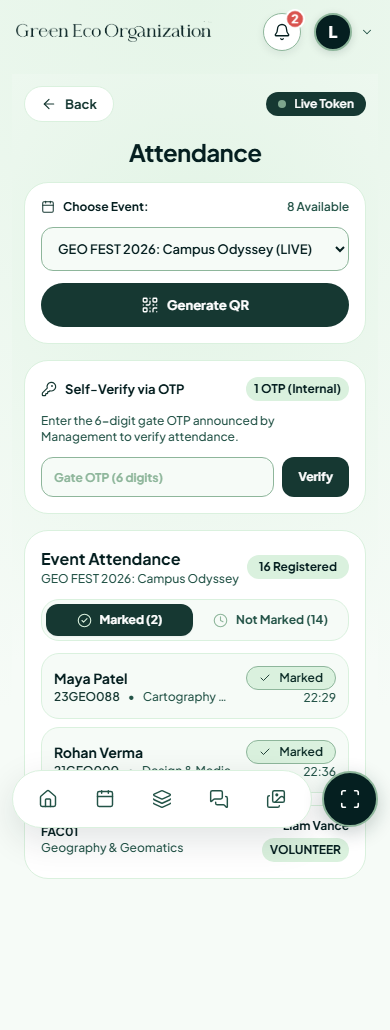 Green Eco Organization
2
L
Back
Live Token
Attendance
Choose Event:
8 Available
GEO FEST 2026: Campus Odyssey (LIVE)
Generate QR
Self-Verify via OTP
1 OTP (Internal)
Enter the 6-digit gate OTP announced by
Management to verify attendance.
Gate OTP (6 digits)
Verify
Event Attendance
GEO FEST 2026: Campus Odyssey
16 Registered
Marked (2)
Not Marked (14)
Maya Patel
Marked
23GEO088 • Cartography ...
22:29
Rohan Verma
Marked
22:36
FAC01
Liam Vance
Geography & Geomatics
VOLUNTEER